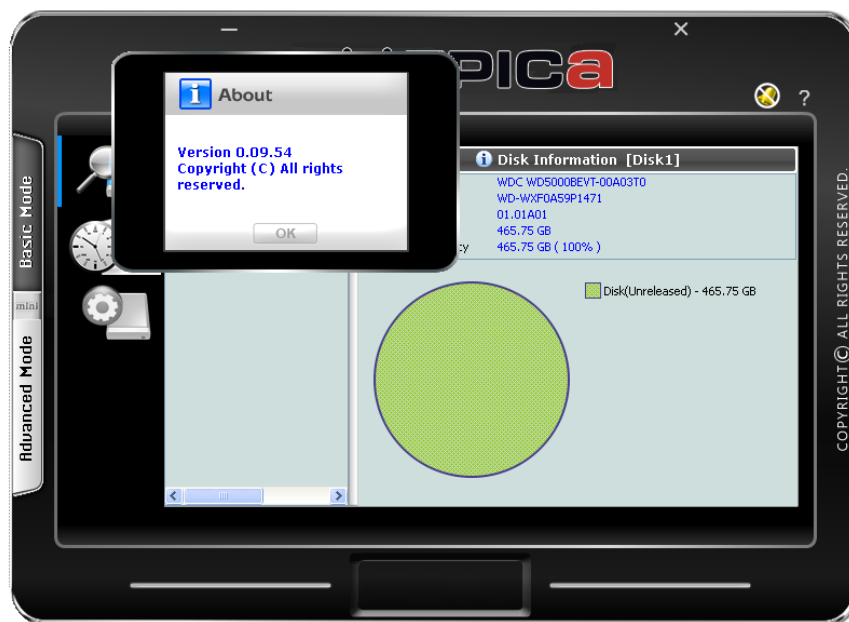 PICa
?
About
Version 0.09.54
Copyright (C) All rights
reserved.
OK
Disk Information [Disk1]
WDC WD5000BEVT-00A03T0
WD-WXF0A59P1471
01.01A01
465.75 GB
465.75 GB ( 100% )
Disk(Unreleased) - 465.75 GB
Basic Mode
mini
Advanced Mode
COPYRIGHT© ALL RIGHTS RESERVED.